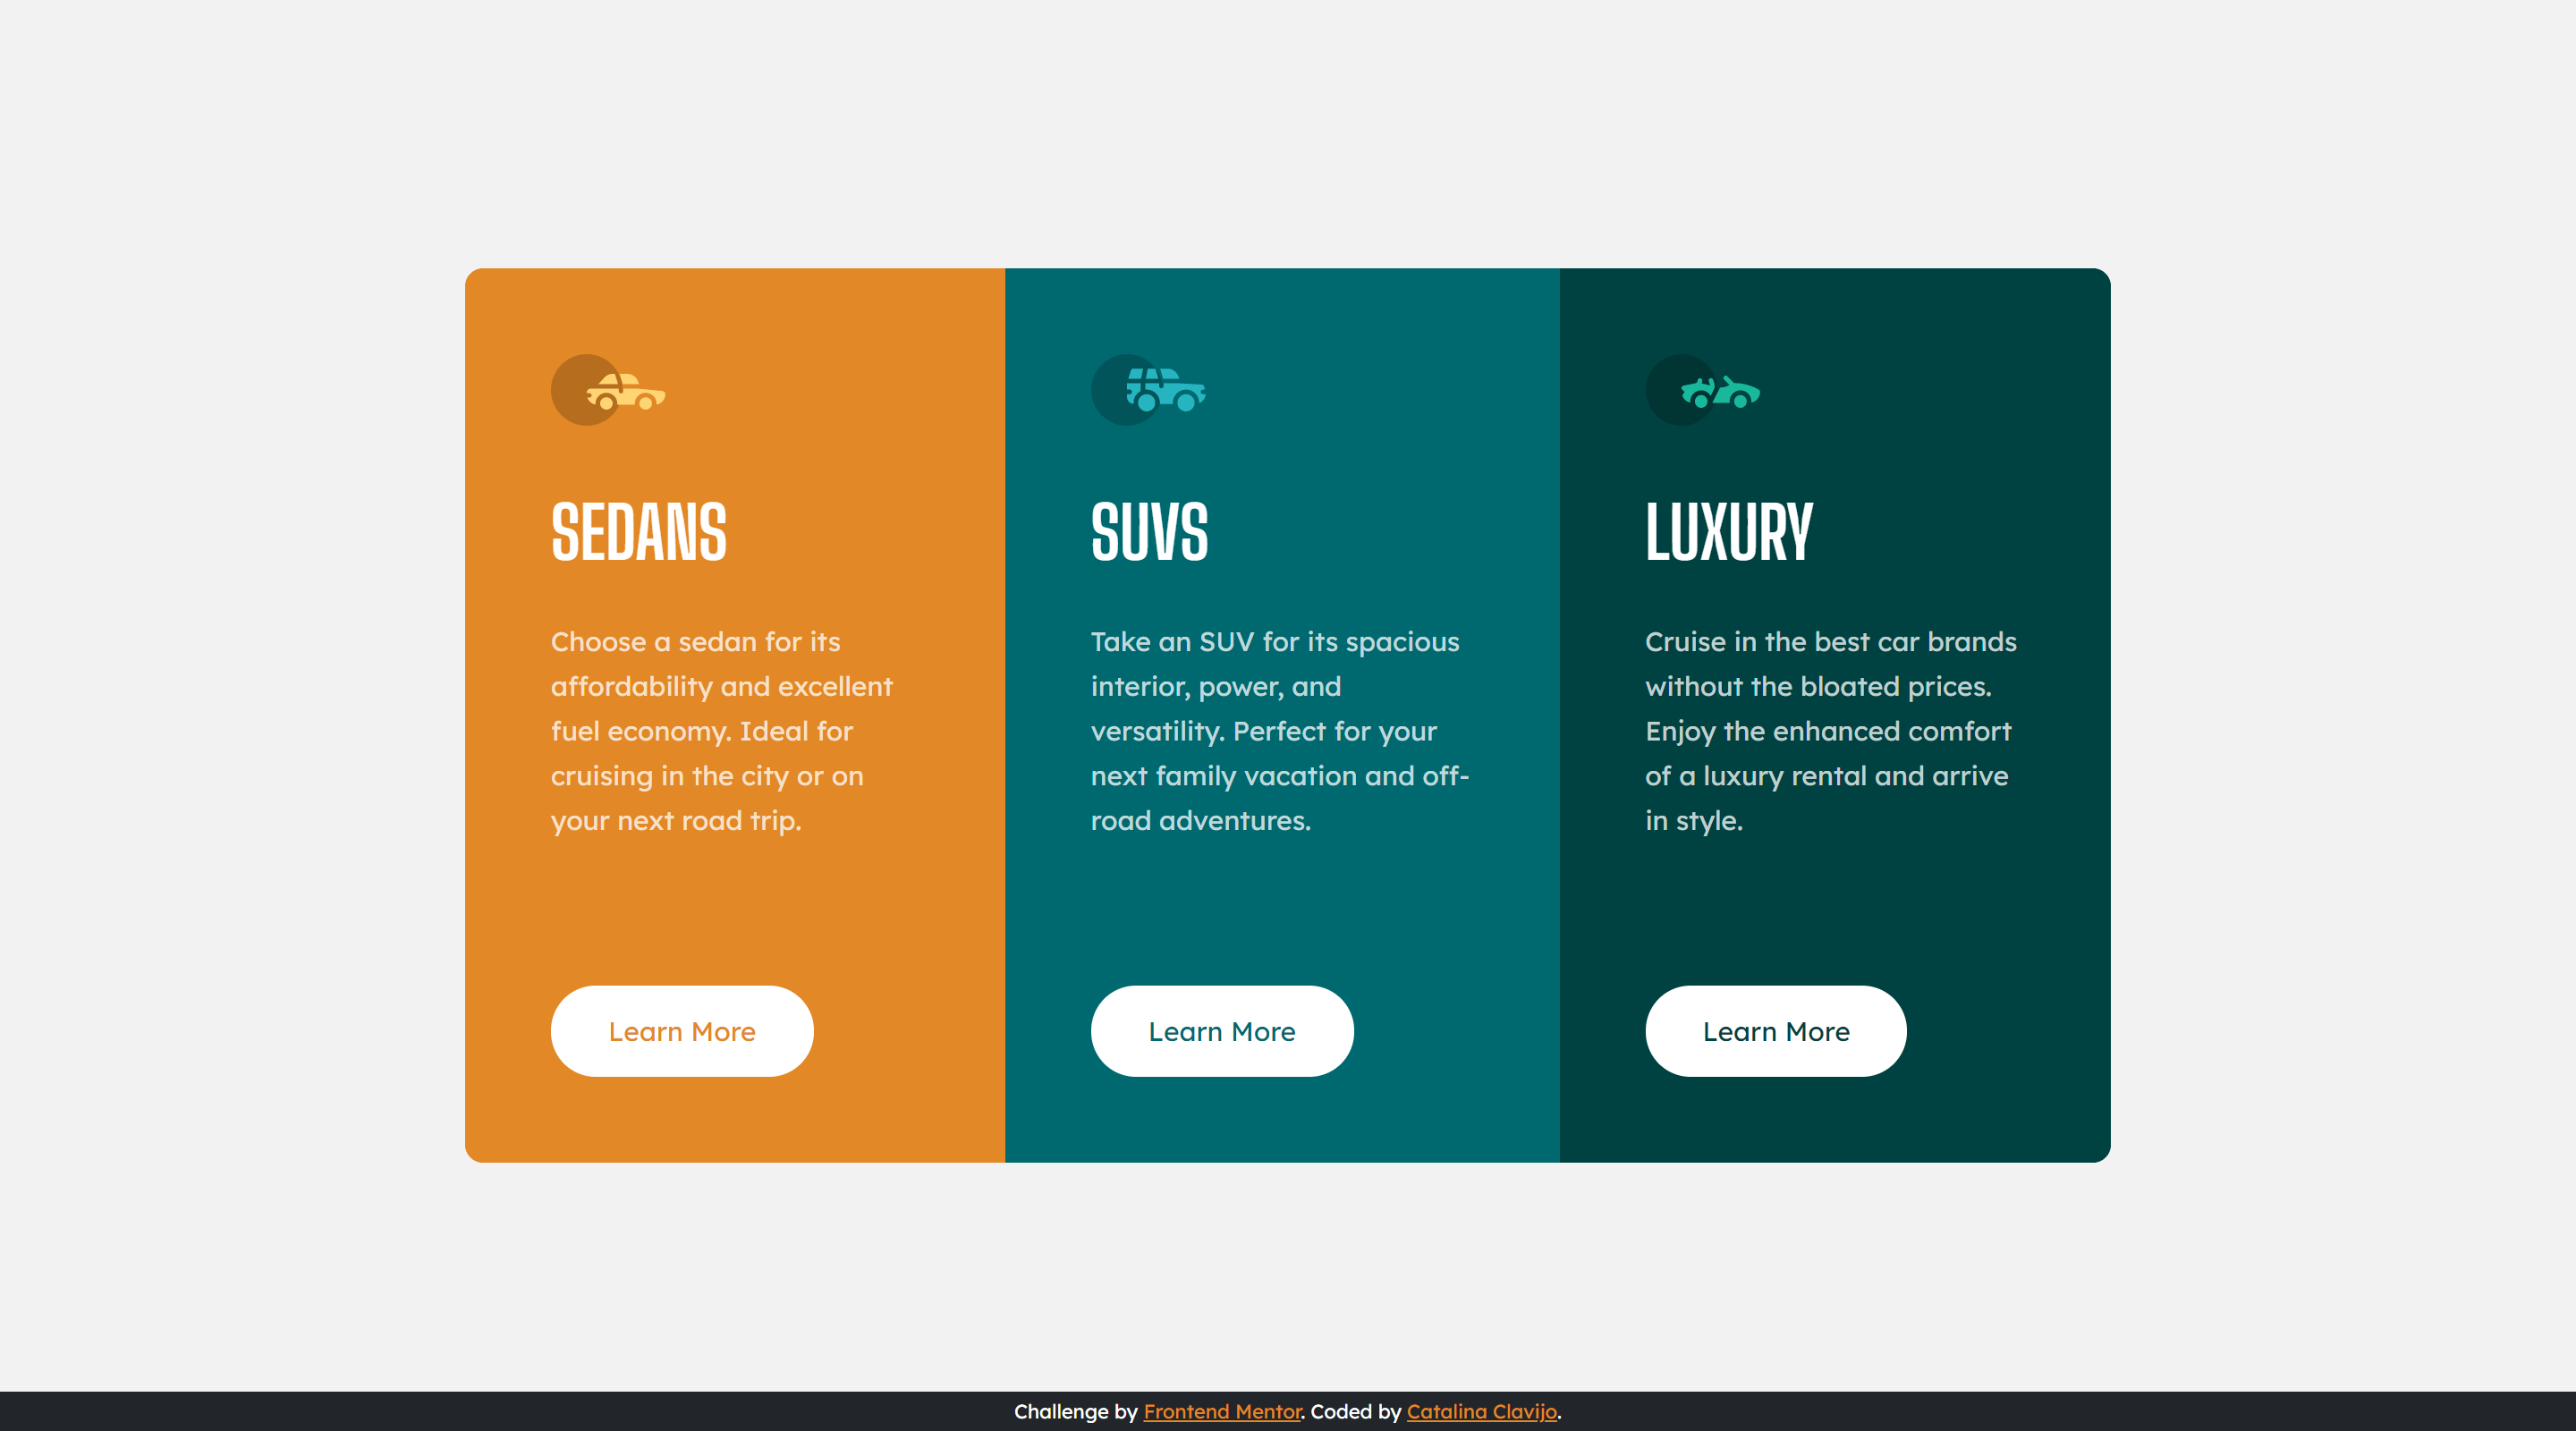 SEDANS
Choose a sedan for its
affordability and excellent
fuel economy. Ideal for
cruising in the city or on
your next road trip.
Learn More
SUVS
Take an SUV for its spacious
interior, power, and
versatility. Perfect for your
next family vacation and off-
road adventures.
Learn More
LUXURY
Cruise in the best car brands
without the bloated prices.
Enjoy the enhanced comfort
of a luxury rental and arrive
in style.
Learn More
Challenge by Frontend Mentor. Coded by Catalina Clavijo.